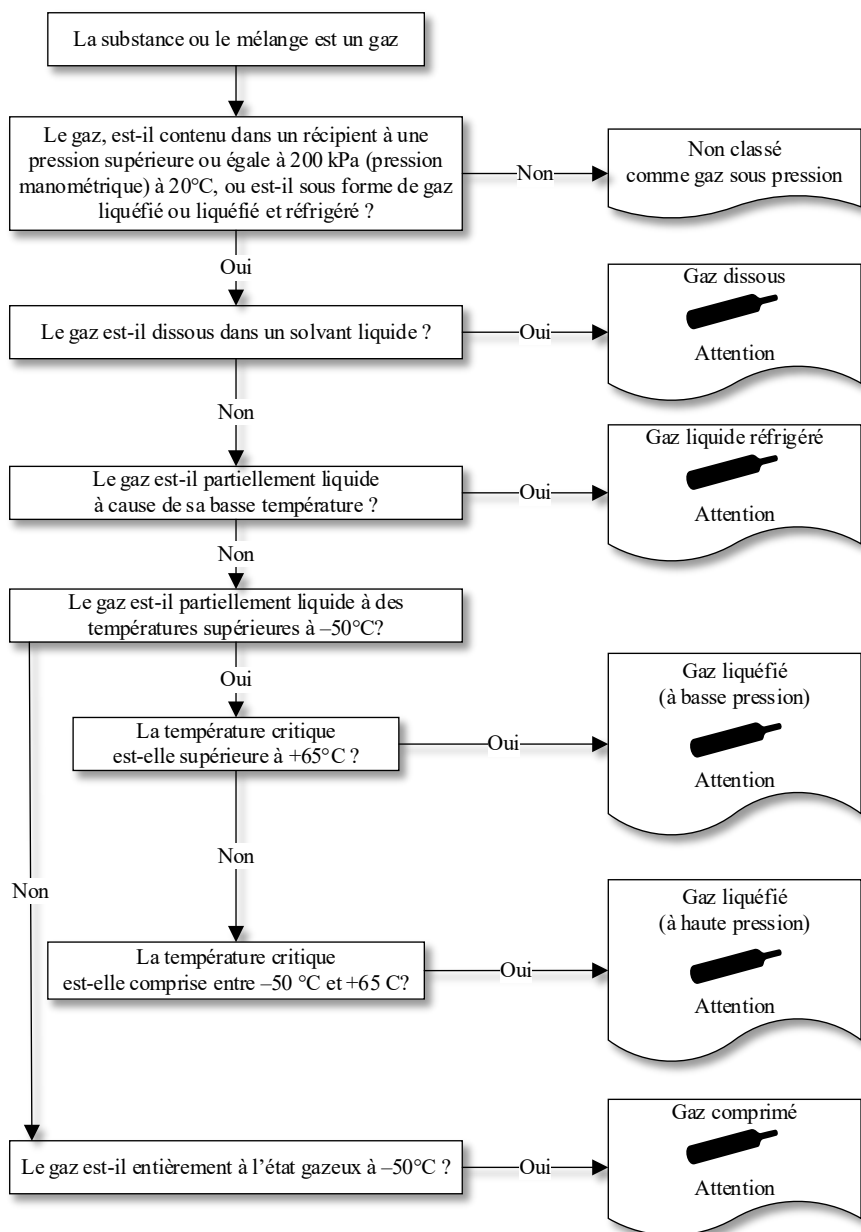 La substance ou le mélange est un gaz
Le gaz, est-il contenu dans un récipient à une
pression supérieure ou égale à 200 kPa (pression
manométrique) à 20°C, ou est-il sous forme de gaz
liquéfié ou liquéfié et réfrigéré ?
Non
Non classé
comme gaz sous pression
Oui
Le gaz est-il dissous dans un solvant liquide ?
Oui
Gaz dissous
Attention
Non
Le gaz est-il partiellement liquide
à cause de sa basse température ?
Oui
Gaz liquide réfrigéré
Attention
Non
Le gaz est-il partiellement liquide à des
températures supérieures à –50°C?
Oui
La température critique
est-elle supérieure à +65°C ?
Oui
Gaz liquéfié
(à basse pression)
Attention
Non
Non
La température critique
est-elle comprise entre –50 °C et +65 C?
Oui
Gaz liquéfié
(à haute pression)
Attention
Le gaz est-il entièrement à l’état gazeux à –50°C ?
Oui
Gaz comprimé
Attention